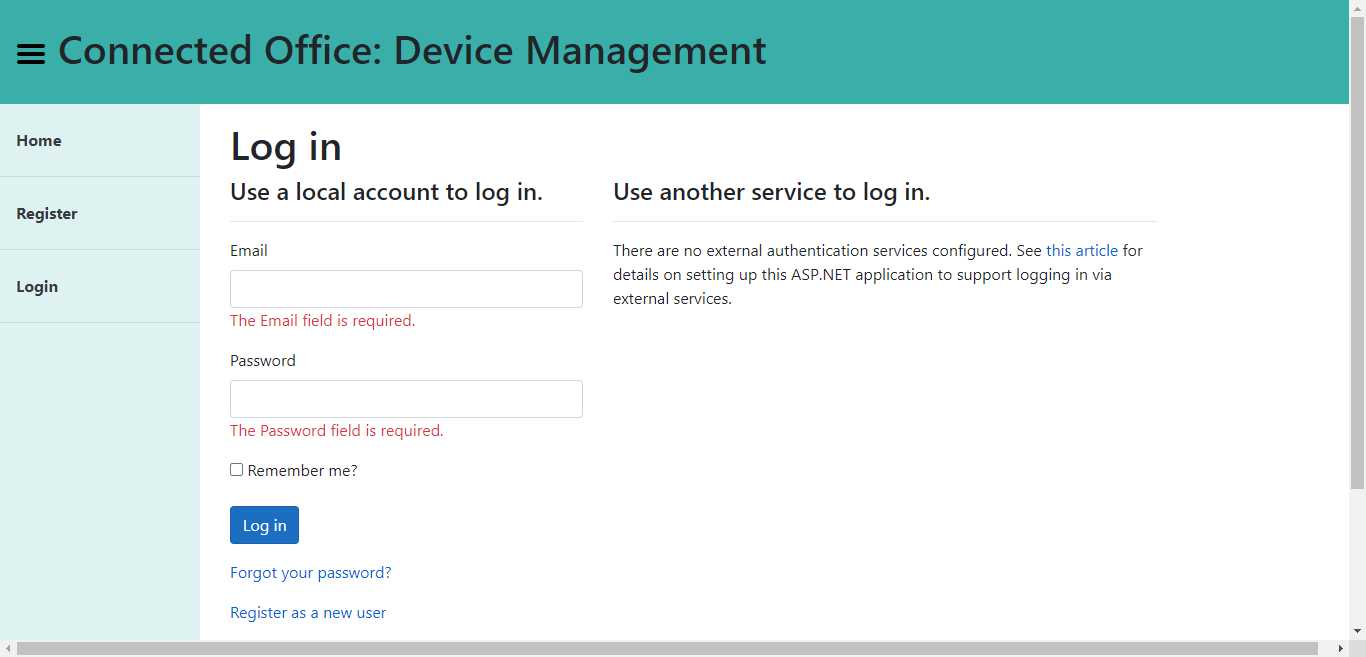 Connected Office: Device Management
Home
Register
Login
Log in
Use a local account to log in.
Email
The Email field is required.
Password
The Password field is required.
Remember me?
Log in
Forgot your password?
Register as a new user
Use another service to log in.
There are no external authentication services configured. See this article for
details on setting up this ASP.NET application to support logging in via
external services.